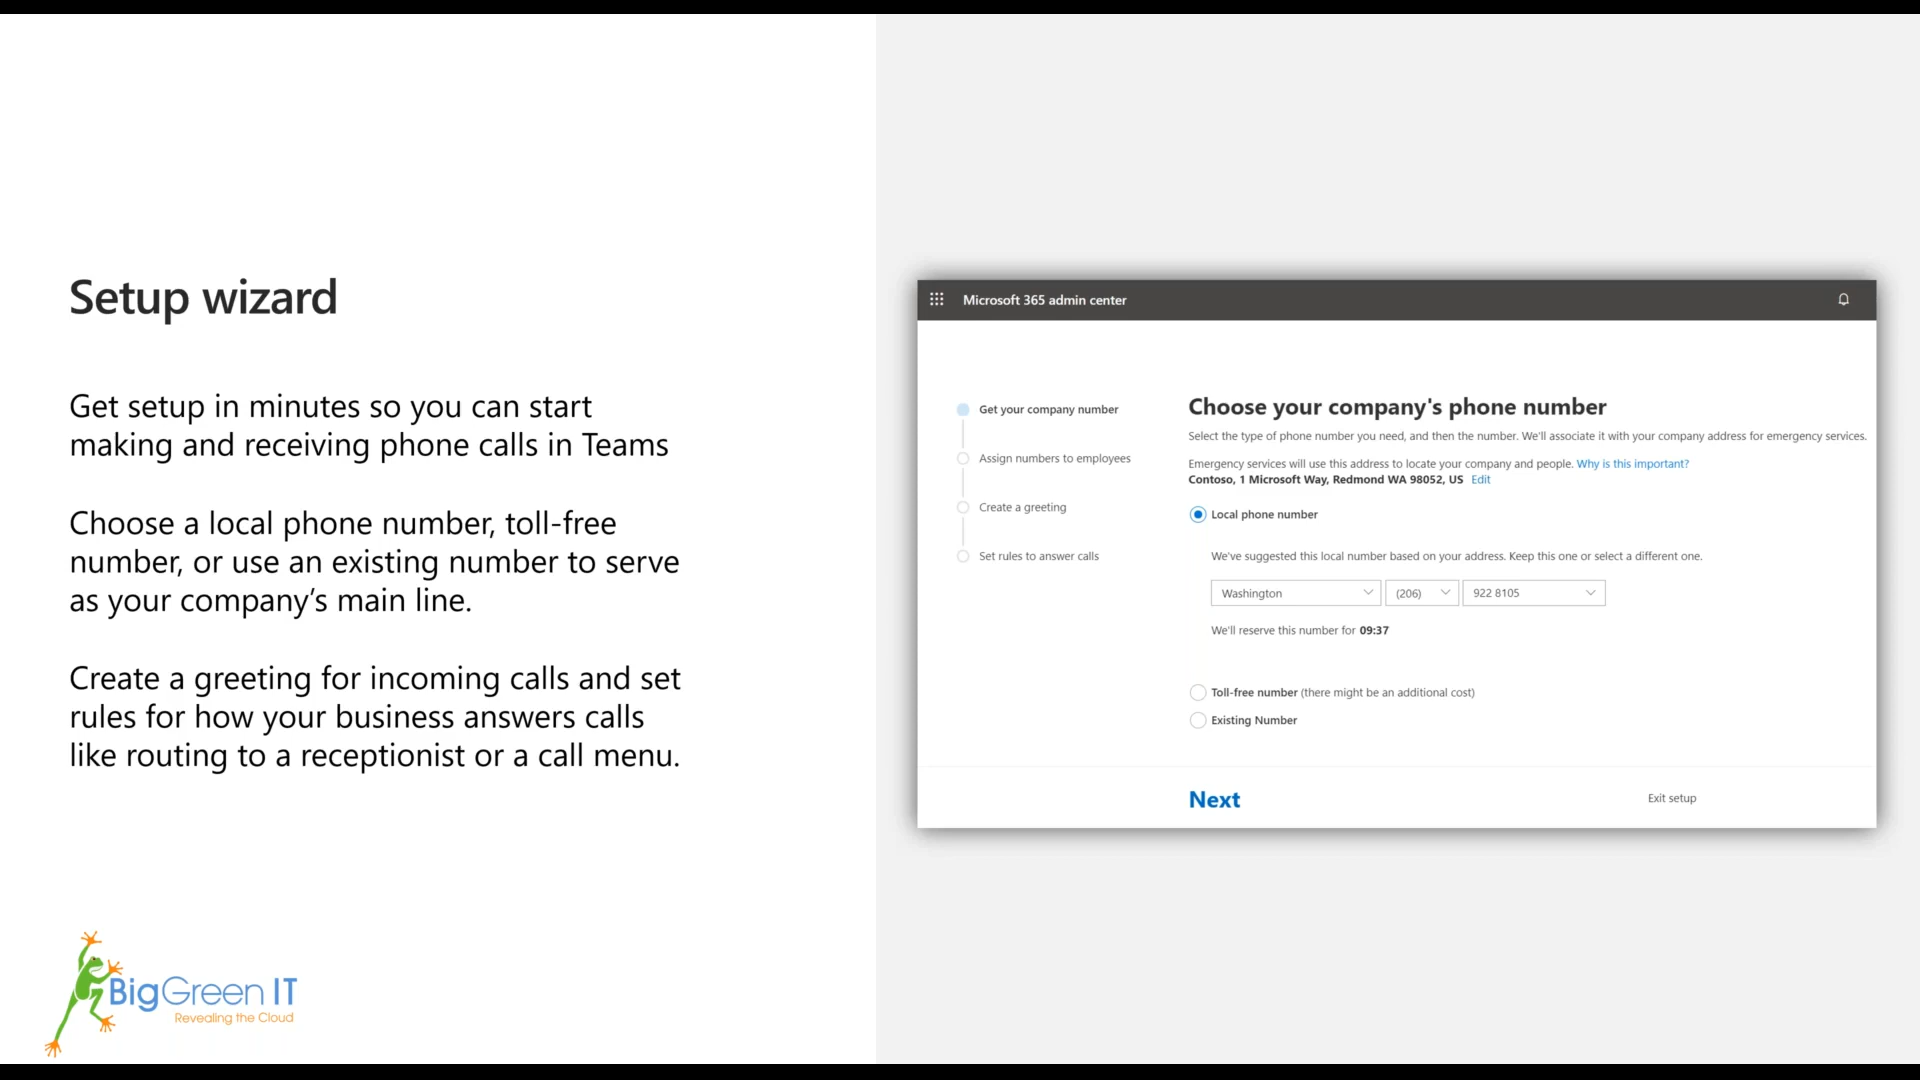 Setup wizard
Get setup in minutes so you can start
making and receiving phone calls in Teams
Choose a local phone number, toll-free
number, or use an existing number to serve
as your company’s main line.
Create a greeting for incoming calls and set
rules for how your business answers calls
like routing to a receptionist or a call menu.
BigGreen IT
Revealing the Cloud
Microsoft 365 admin center
Get your company number
Assign numbers to employees
Create a greeting
Set rules to answer calls
Choose your company's phone number
Select the type of phone number you need, and then the number. We'll associate it with your company address for emergency services.
Emergency services will use this address to locate your company and people. Why is this important?
Contoso, 1 Microsoft Way, Redmond WA 98052, US Edit
Local phone number
We've suggested this local number based on your address. Keep this one or select a different one.
Washington (206) 922 8105
We'll reserve this number for 09:37
Toll-free number (there might be an additional cost)
Existing Number
Next
Exit setup